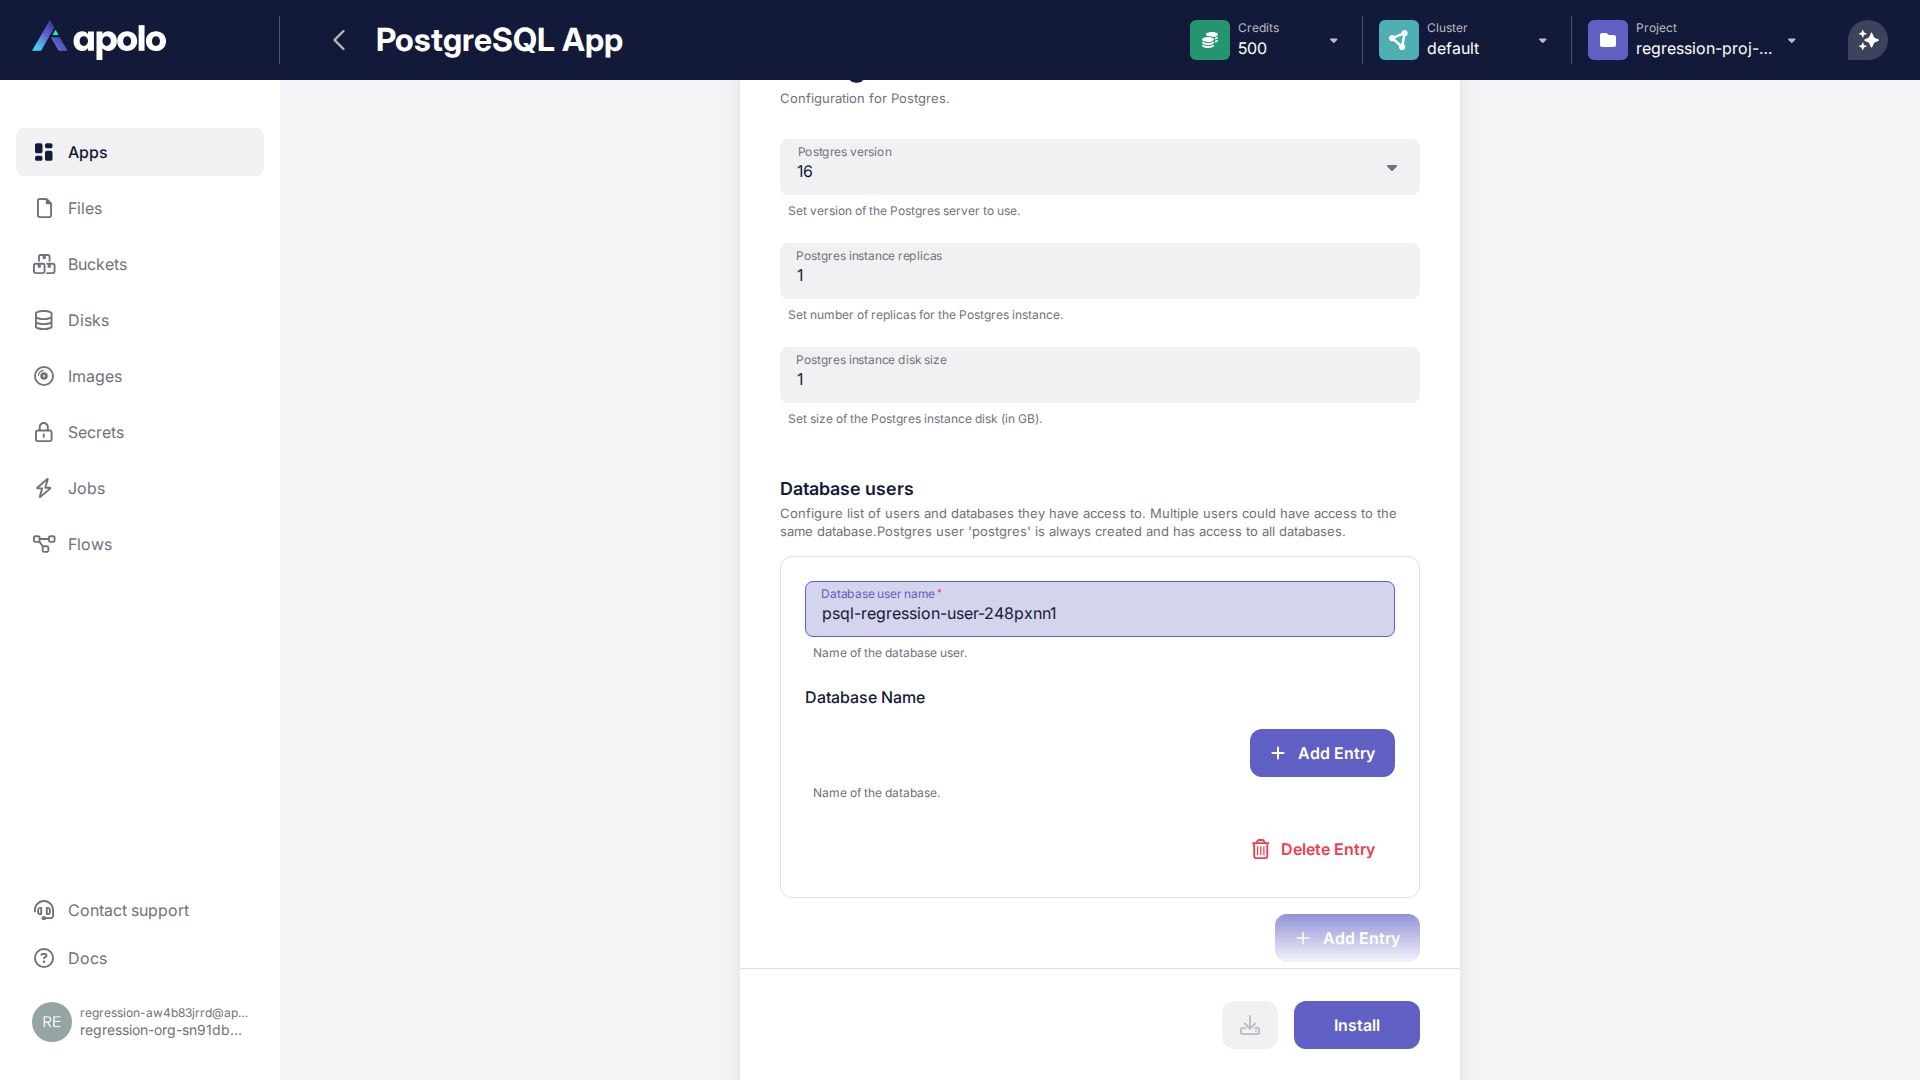 apolo
PostgreSQL App
Credits
500
Cluster
default
Project
regression-proj-...
Apps
Files
Buckets
Disks
Images
Secrets
Jobs
Flows
Contact support
Docs
RE
regression-aw4b83jrrd@ap...
regression-org-sn91db...
Configuration for Postgres.
Postgres version
16
Set version of the Postgres server to use.
Postgres instance replicas
1
Set number of replicas for the Postgres instance.
Postgres instance disk size
1
Set size of the Postgres instance disk (in GB).
Database users
Configure list of users and databases they have access to. Multiple users could have access to the
same database.Postgres user 'postgres' is always created and has access to all databases.
Database user name *
psql-regression-user-248pxnn1
Name of the database user.
Database Name
Add Entry
Name of the database.
Delete Entry
Add Entry
Install